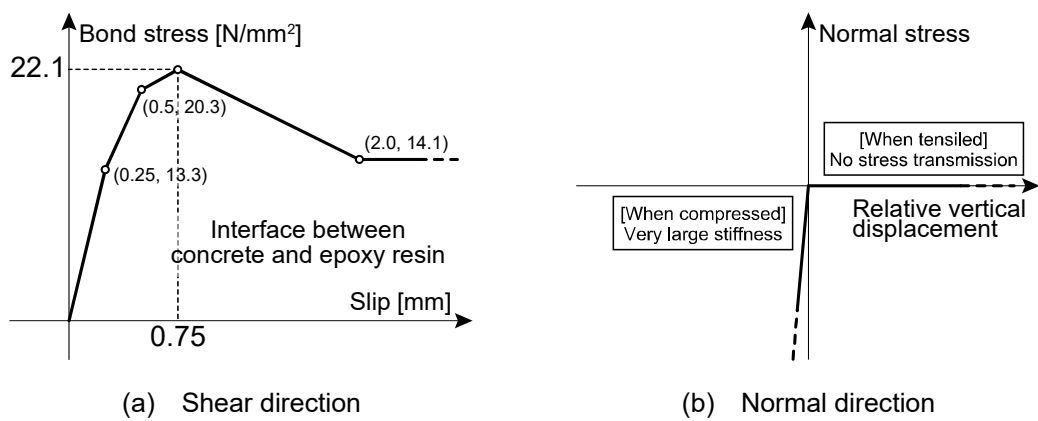 Bond stress [N/mm²]
22.1
(0.5, 20.3)
(0.25, 13.3)
(2.0, 14.1)
Interface between
concrete and epoxy resin
Slip [mm]
0.75
(a) Shear direction
Normal stress
[When tensiled]
No stress transmission
[When compressed]
Very large stiffness
Relative vertical
displacement
(b) Normal direction